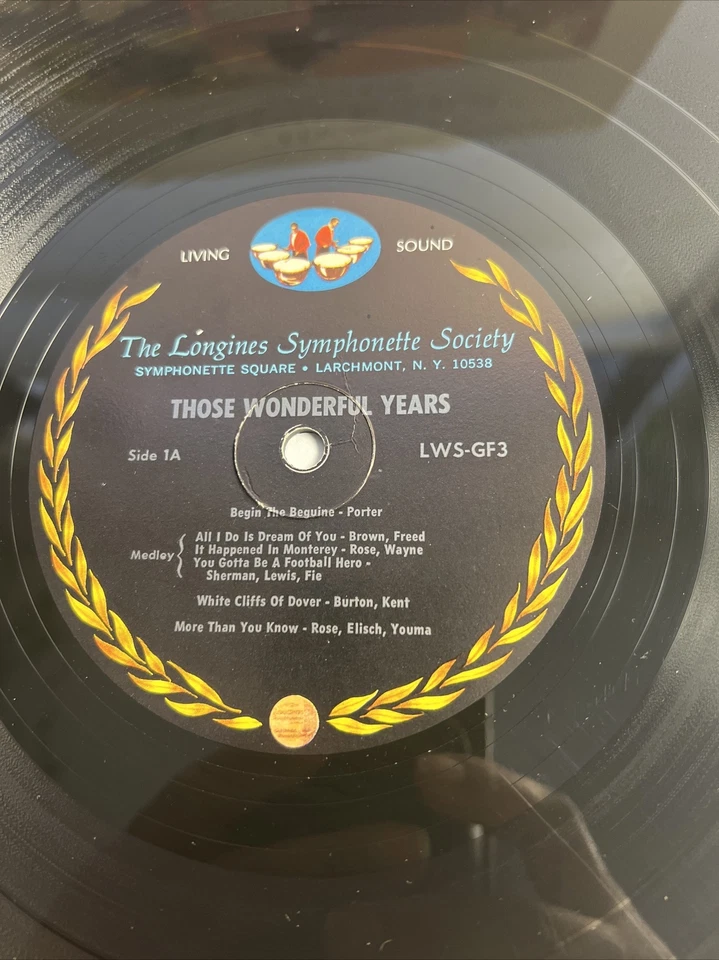 LIVING SOUND
The Longines Symphonette Society
SYMPHONETTE SQUARE • LARCHMONT, N. Y. 10538
THOSE WONDERFUL YEARS
Side 1A LWS-GF3
Begin The Beguine - Porter
Medley { All I Do Is Dream Of You - Brown, Freed
It Happened In Monterey - Rose, Wayne
You Gotta Be A Football Hero -
Sherman, Lewis, Fie
White Cliffs Of Dover - Burton, Kent
More Than You Know - Rose, Elisch, Youma